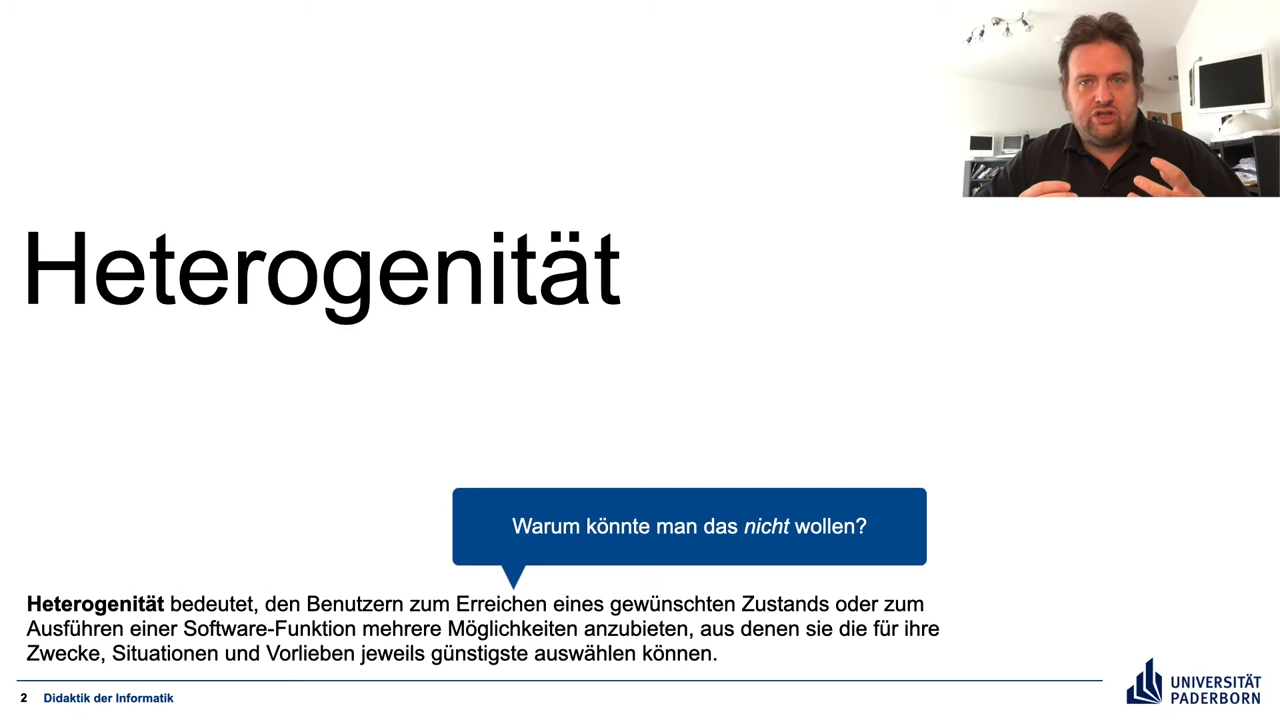 Heterogenität
Warum könnte man das nicht wollen?
Heterogenität bedeutet, den Benutzern zum Erreichen eines gewünschten Zustands oder zum
Ausführen einer Software-Funktion mehrere Möglichkeiten anzubieten, aus denen sie die für ihre
Zwecke, Situationen und Vorlieben jeweils günstigste auswählen können.
2 Didaktik der Informatik
UNIVERSITÄT
PADERBORN